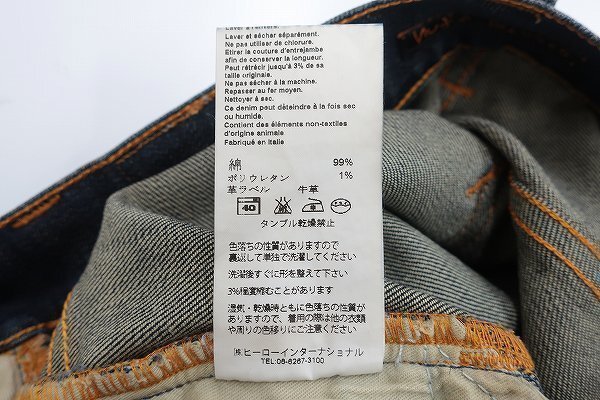 Laver à l'envers.
Laver et sécher séparément.
Ne pas utiliser de chlorure.
Etirer la couture d'entrejambe
afin de conserver la longueur.
Peut rétrécir jusqu'à 3% de sa
taille originale.
Ne pas sécher à la machine.
Repasser au fer moyen.
Nettoyer à sec.
Ce denim peut déteindre à la fois sec
ou humide.
Contient des éléments non-textiles
d'origine animale
Fabriqué en Italie
綿 99%
ポリウレタン 1%
革ラベル 牛革
40 中
タンブル乾燥禁止
色落ちの性質がありますので
裏返して単独で洗濯してください
洗濯後すぐに形を整えて下さい
3%程度縮むことがあります
湿気・乾燥時ともに色落ちの性質が
ありますので、着用の際は他の衣類
や周りの色移りにご注意ください
㈱ヒーローインターナショナル
TEL:06-6267-3100